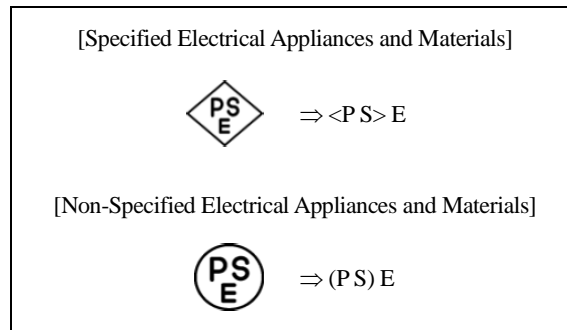 [Specified Electrical Appliances and Materials]
PS
E
⇒ <P S> E
[Non-Specified Electrical Appliances and Materials]
PS
E
⇒ (P S) E